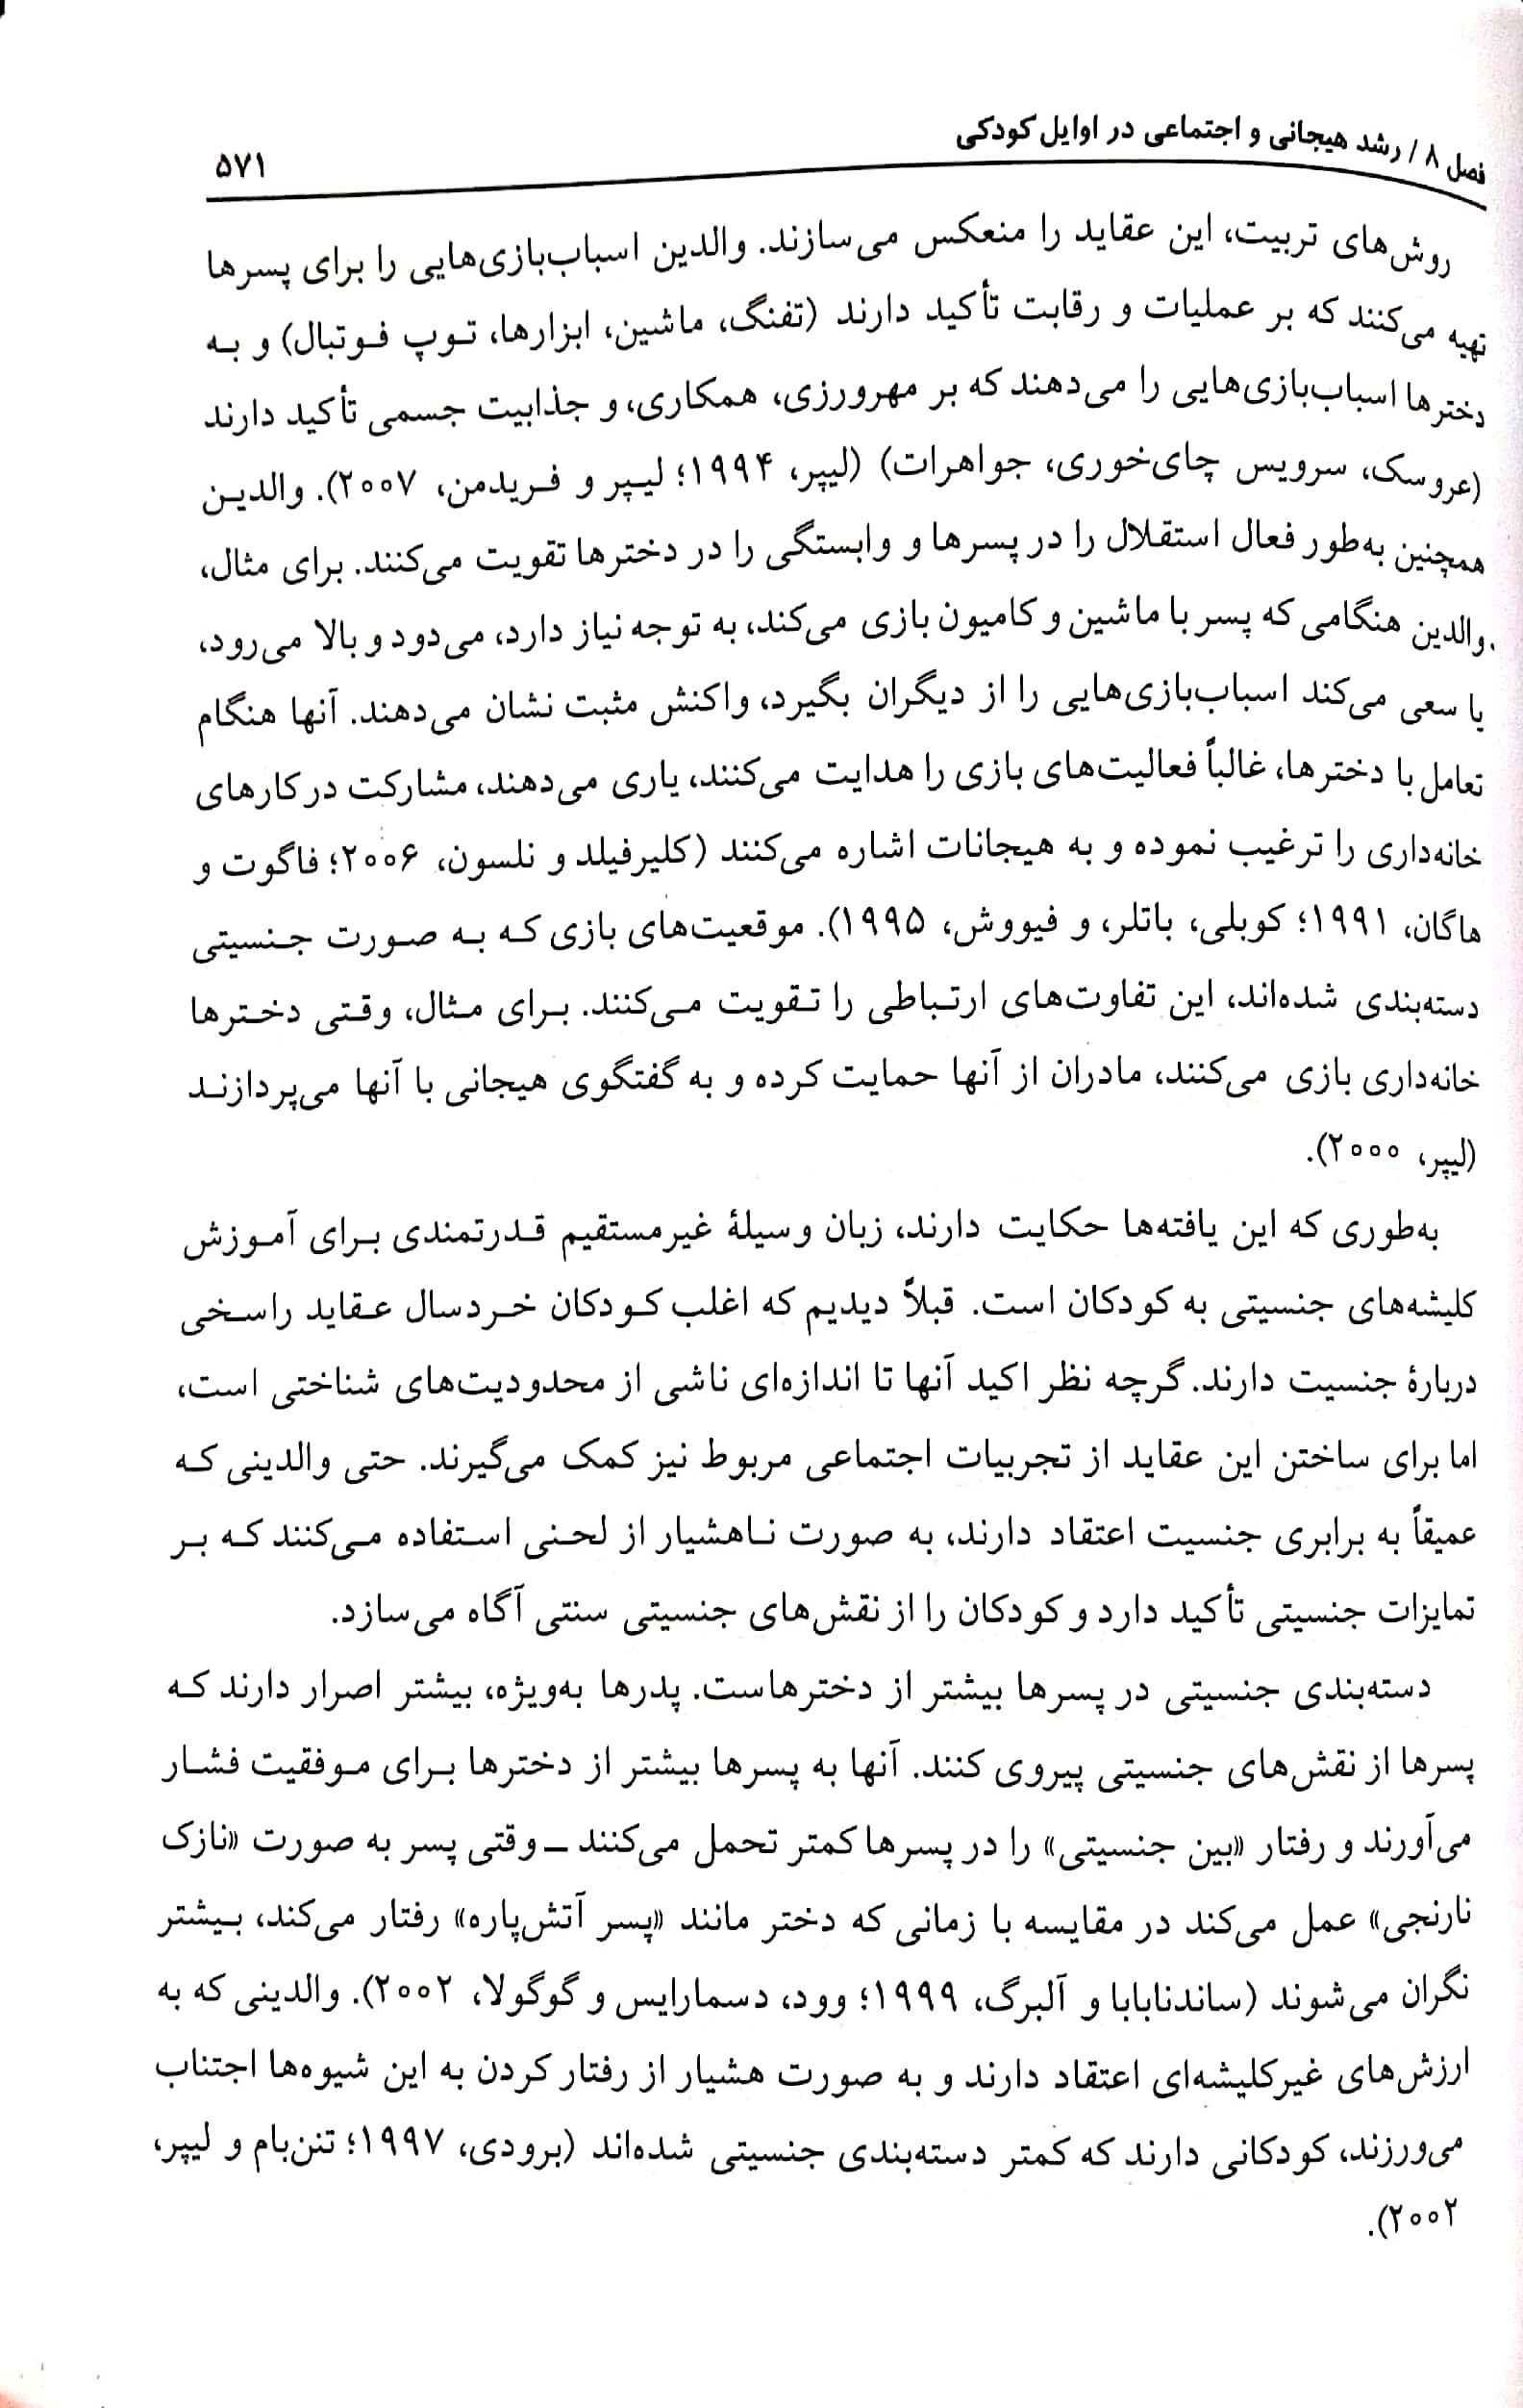 فصل ۸ / رشد هیجانی و اجتماعی در اوایل کودکی
۵۷۱
روش‌های تربیت، این عقاید را منعکس می‌سازند. والدین اسباب‌بازی‌هایی را برای پسرها
تهیه می‌کنند که بر عملیات و رقابت تأکید دارند (تفنگ، ماشین، ابزارها، توپ فوتبال) و به
دخترها اسباب‌بازی‌هایی را می‌دهند که بر مهرورزی، همکاری، و جذابیت جسمی تأکید دارند
(عروسک، سرویس چای‌خوری، جواهرات) (لیپر، ۱۹۹۴؛ لیپر و فریدمن، ۲۰۰۷). والدین
همچنین به‌طور فعال استقلال را در پسرها و وابستگی را در دخترها تقویت می‌کنند. برای مثال،
والدین هنگامی که پسر با ماشین و کامیون بازی می‌کند، به توجه نیاز دارد، می‌دود و بالا می‌رود،
یا سعی می‌کند اسباب‌بازی‌هایی را از دیگران بگیرد، واکنش مثبت نشان می‌دهند. آنها هنگام
تعامل با دخترها، غالباً فعالیت‌های بازی را هدایت می‌کنند، یاری می‌دهند، مشارکت در کارهای
خانه‌داری را ترغیب نموده و به هیجانات اشاره می‌کنند (کلیرفیلد و نلسون، ۲۰۰۶؛ فاگوت و
هاگان، ۱۹۹۱؛ کوبلی، باتلر، و فیووش، ۱۹۹۵). موقعیت‌های بازی که به صورت جنسیتی
دسته‌بندی شده‌اند، این تفاوت‌های ارتباطی را تقویت می‌کنند. برای مثال، وقتی دخترها
خانه‌داری بازی می‌کنند، مادران از آنها حمایت کرده و به گفتگوی هیجانی با آنها می‌پردازند
(لیپر، ۲۰۰۰).
به‌طوری که این یافته‌ها حکایت دارند، زبان وسیلهٔ غیرمستقیم قدرتمندی برای آموزش
کلیشه‌های جنسیتی به کودکان است. قبلاً دیدیم که اغلب کودکان خردسال عقاید راسخی
دربارهٔ جنسیت دارند. گرچه نظر اکید آنها تا اندازه‌ای ناشی از محدودیت‌های شناختی است،
اما برای ساختن این عقاید از تجربیات اجتماعی مربوط نیز کمک می‌گیرند. حتی والدینی که
عمیقاً به برابری جنسیت اعتقاد دارند، به صورت ناهشیار از لحنی استفاده می‌کنند که بر
تمایزات جنسیتی تأکید دارد و کودکان را از نقش‌های جنسیتی سنتی آگاه می‌سازد.
دسته‌بندی جنسیتی در پسرها بیشتر از دخترهاست. پدرها به‌ویژه، بیشتر اصرار دارند که
پسرها از نقش‌های جنسیتی پیروی کنند. آنها به پسرها بیشتر از دخترها برای موفقیت فشار
می‌آورند و رفتار «بین جنسیتی» را در پسرها کمتر تحمل می‌کنند ـ وقتی پسر به صورت «نازک
نارنجی» عمل می‌کند در مقایسه با زمانی که دختر مانند «پسر آتش‌پاره» رفتار می‌کند، بیشتر
نگران می‌شوند (ساندنابابا و آلبرگ، ۱۹۹۹؛ وود، دسمارایس و گوگولا، ۲۰۰۲). والدینی که به
ارزش‌های غیرکلیشه‌ای اعتقاد دارند و به صورت هشیار از رفتار کردن به این شیوه‌ها اجتناب
می‌ورزند، کودکانی دارند که کمتر دسته‌بندی جنسیتی شده‌اند (برودی، ۱۹۹۷؛ تنن‌بام و لیپر،
۲۰۰۲).